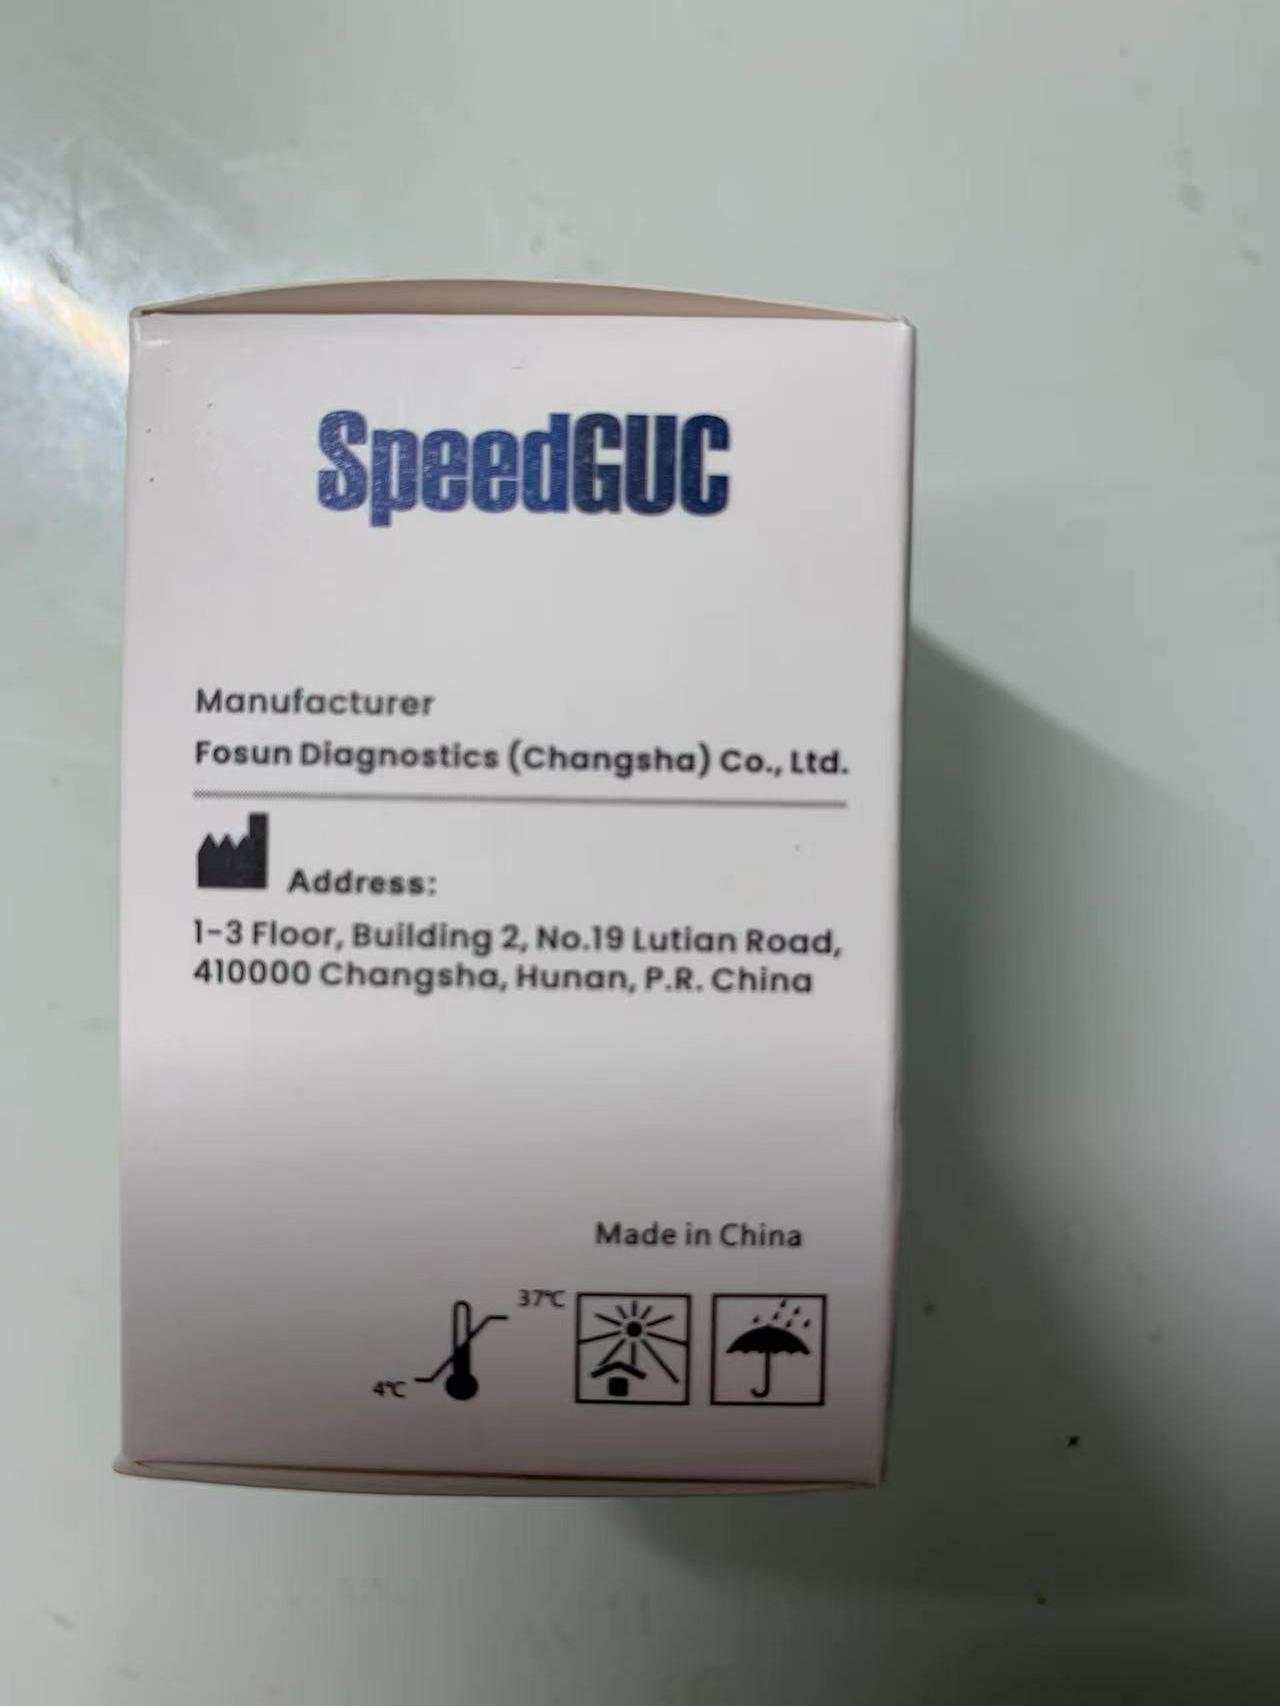 SpeedGUC
Manufacturer
Fosun Diagnostics (Changsha) Co., Ltd.
Address:
1-3 Floor, Building 2, No.19 Lutian Road,
410000 Changsha, Hunan, P.R. China
Made in China
37℃
4℃